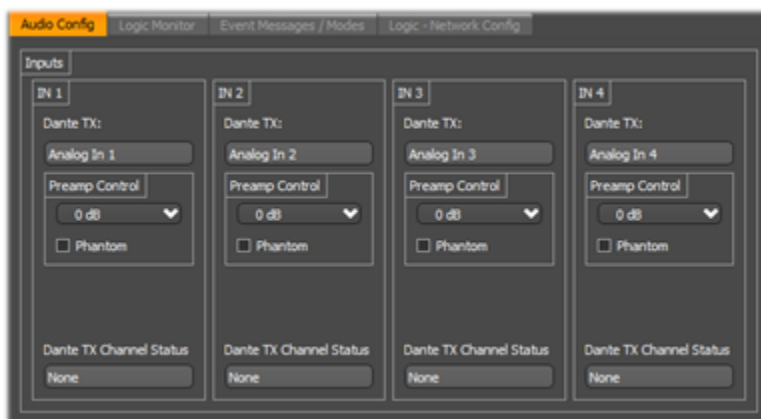 Audio Config Logic Monitor Event Messages / Modes Logic - Network Config
Inputs
IN 1 IN 2 IN 3 IN 4
Dante TX: Dante TX: Dante TX: Dante TX:
Analog In 1 Analog In 2 Analog In 3 Analog In 4
Preamp Control Preamp Control Preamp Control Preamp Control
0 dB 0 dB 0 dB 0 dB
Phantom Phantom Phantom Phantom
Dante TX Channel Status Dante TX Channel Status Dante TX Channel Status Dante TX Channel Status
None None None None